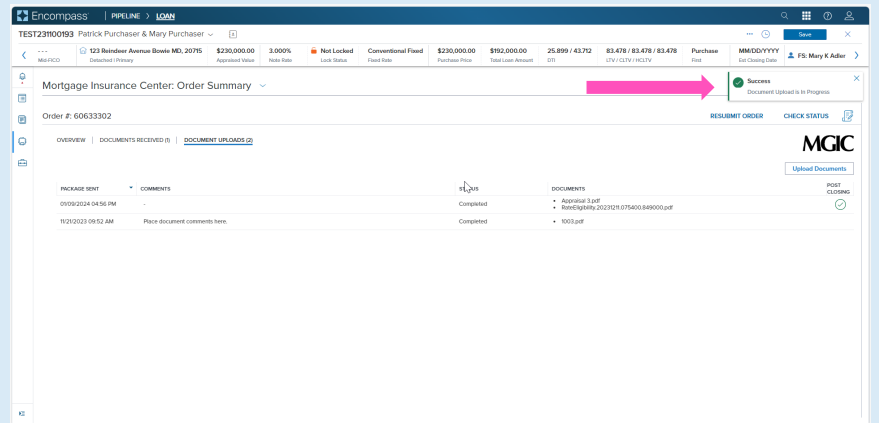 Encompass PIPELINE > LOAN
TEST231100193 Patrick Purchaser & Mary Purchaser Save
--- 123 Reindeer Avenue Bowie MD, 20715 $230,000.00 3.000% Not Locked Conventional Fixed $230,000.00 $192,000.00 25.899 / 43.712 83.478 / 83.478 / 83.478 Purchase MM/DD/YYYY FS: Mary K Adler
Mid-FICO Detached | Primary Appraised Value Note Rate Lock Status Fixed Rate Purchase Price Total Loan Amount DTI LTV / CLTV / HCLTV First Est Closing Date
Success
Mortgage Insurance Center: Order Summary
Document Upload is In Progress
Order #: 60633302 RESUBMIT ORDER CHECK STATUS
OVERVIEW DOCUMENTS RECEIVED (1) DOCUMENT UPLOADS (2)
MGIC
Upload Documents
PACKAGE SENT COMMENTS DOCUMENTS POST
CLOSING
01/09/2024 04:56 PM - Completed Appraisal 3.pdf
RateEligibility.20231211.075400.849000.pdf
11/21/2023 09:52 AM Place document comments here. Completed 1003.pdf